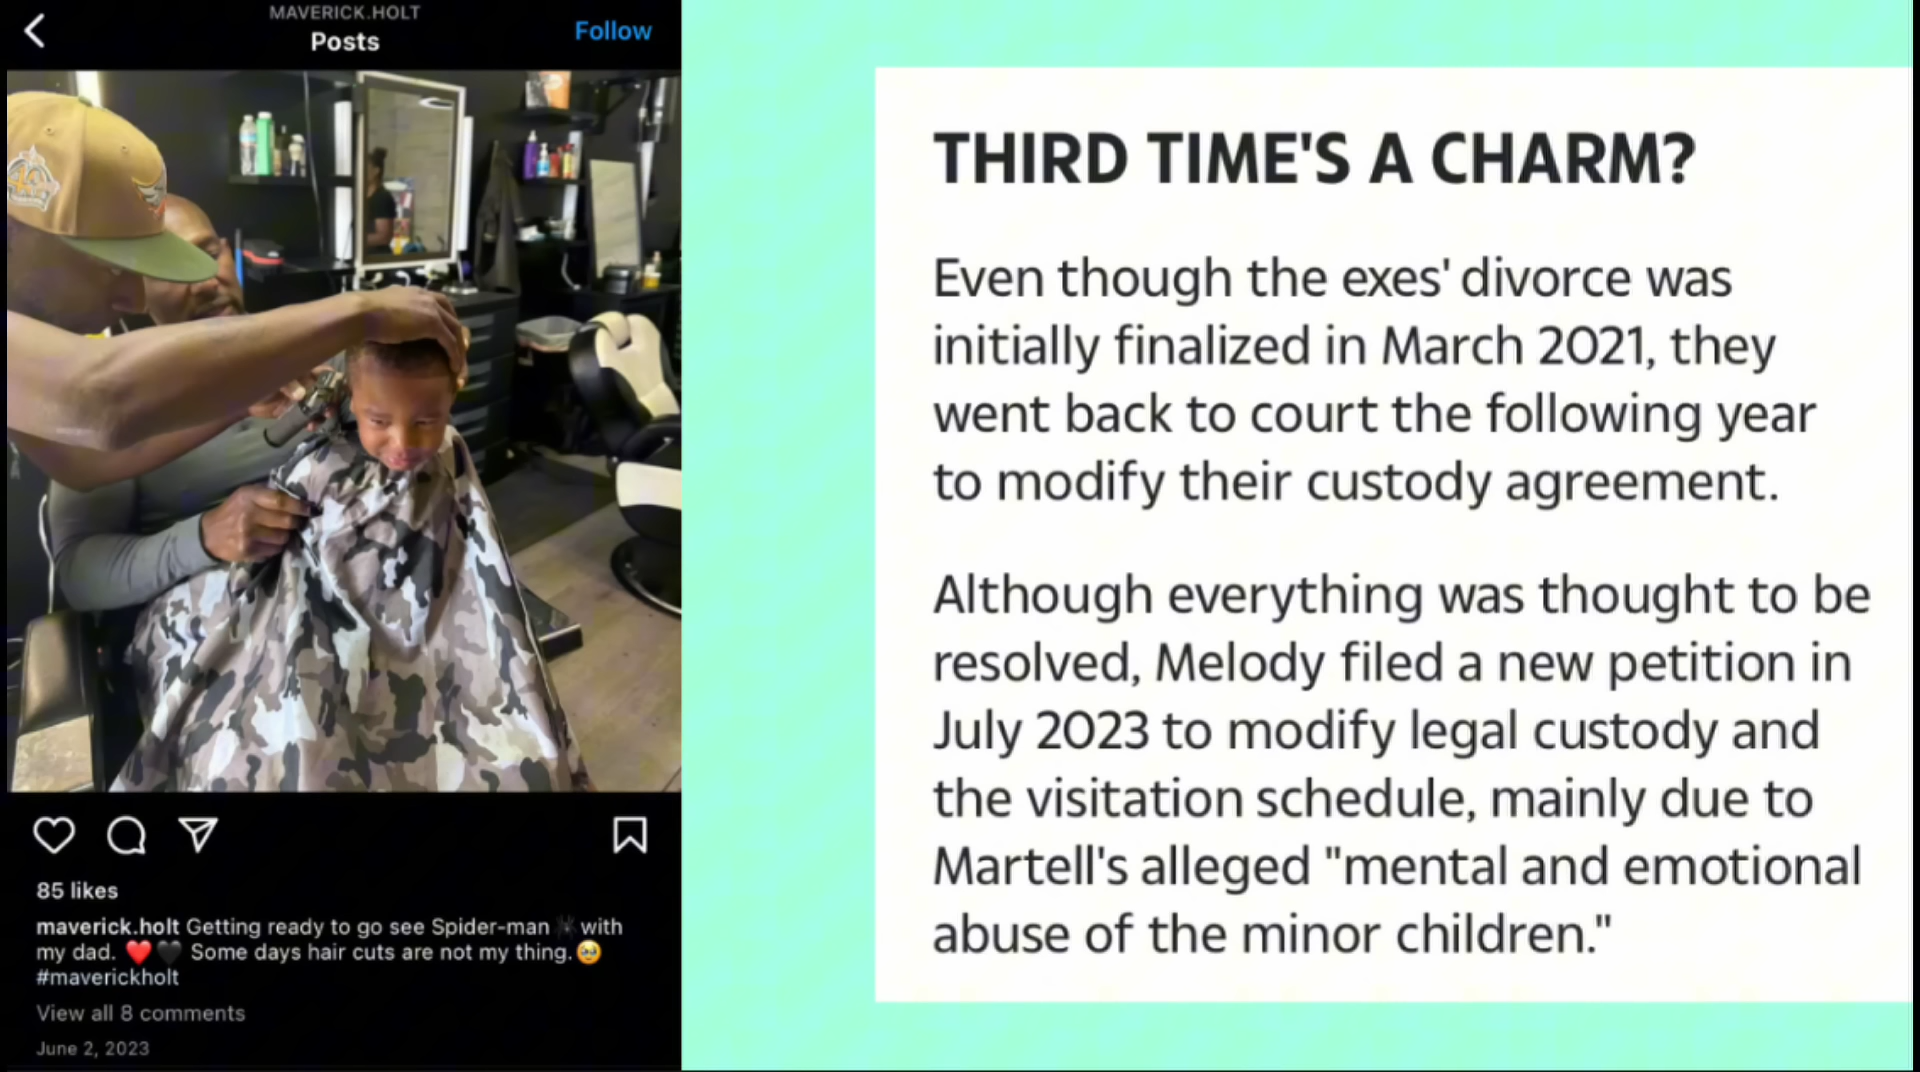 MAVERICK.HOLT
Posts
Follow
85 likes
maverick.holt Getting ready to go see Spider-man 🕷 with
my dad. ❤️🖤 Some days hair cuts are not my thing.🥹
#maverickholt
View all 8 comments
June 2, 2023
THIRD TIME'S A CHARM?
Even though the exes' divorce was
initially finalized in March 2021, they
went back to court the following year
to modify their custody agreement.
Although everything was thought to be
resolved, Melody filed a new petition in
July 2023 to modify legal custody and
the visitation schedule, mainly due to
Martell's alleged "mental and emotional
abuse of the minor children."